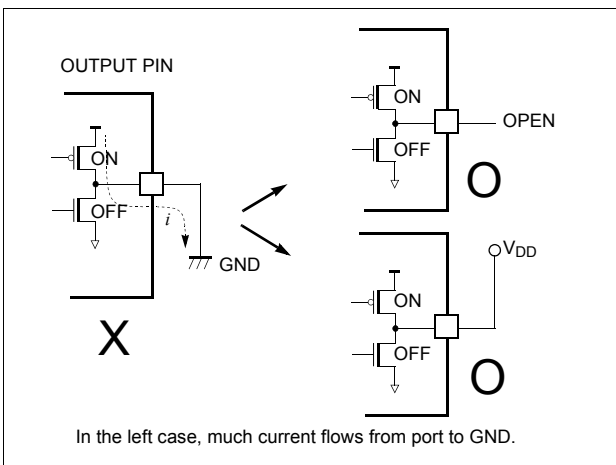 OUTPUT PIN
ON
OFF
i
GND
X
ON
OFF
OPEN
O
VDD
ON
OFF
O
In the left case, much current flows from port to GND.